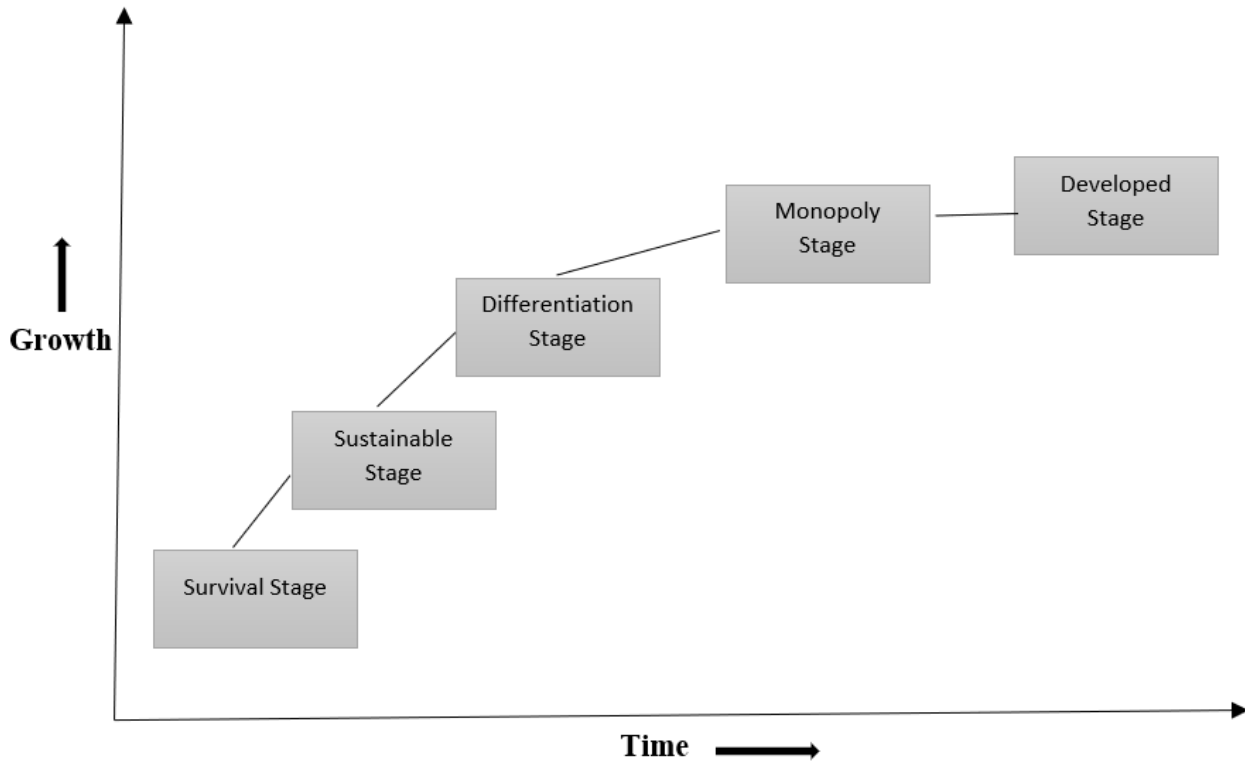 Developed
Stage
Monopoly
Stage
Differentiation
Stage
Growth
Sustainable
Stage
Survival Stage
Time